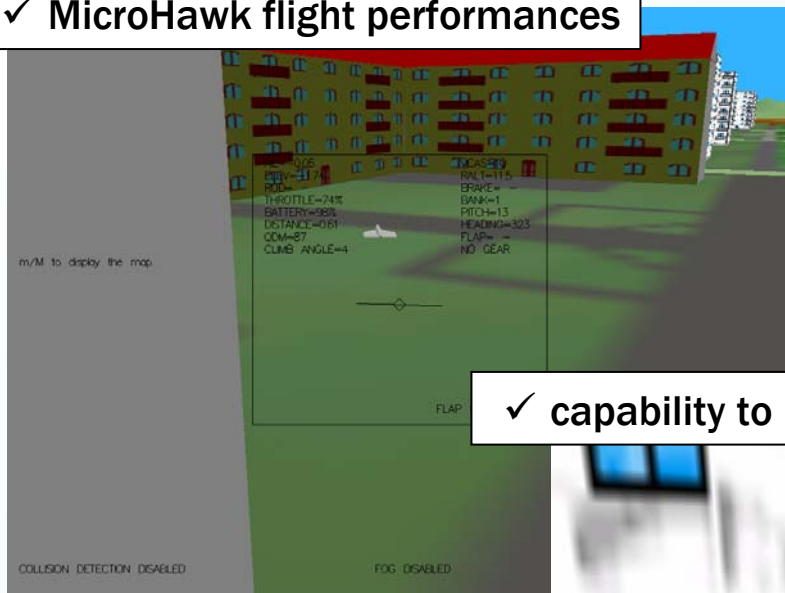 ✓ MicroHawk flight performances
THROTTLE=74%
BATTERY=98%
DISTANCE=0.61
QDM=87
CLIMB ANGLE=4
RALT=11.5
BRAKE= -
BANK=1
PITCH=13
HEADING=323
FLAP= -
NO GEAR
m/M to display the map
FLAP
✓ capability to
COLLISION DETECTION DISABLED
FOG DISABLED